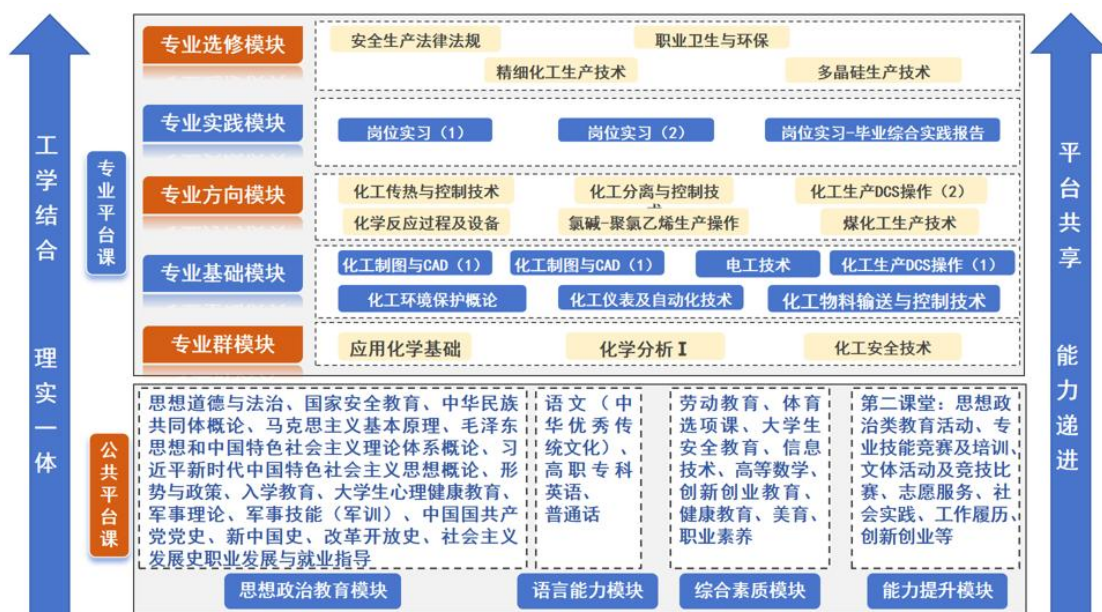 工学结合 理实一体
专业平台课
公共平台课
专业选修模块
安全生产法律法规
职业卫生与环保
精细化工生产技术
多晶硅生产技术
专业实践模块
岗位实习（1）
岗位实习（2）
岗位实习-毕业综合实践报告
专业方向模块
化工传热与控制技术
化工分离与控制技
化工生产DCS操作（2）
化学反应过程及设备
氯碱-聚氯乙烯生产操作
煤化工生产技术
专业基础模块
化工制图与CAD（1）
化工制图与CAD（1）
电工技术
化工生产DCS操作（1）
化工环境保护概论
化工仪表及自动化技术
化工物料输送与控制技术
专业群模块
应用化学基础
化学分析Ⅰ
化工安全技术
思想道德与法治、国家安全教育、中华民族
共同体概论、马克思主义基本原理、毛泽东
思想和中国特色社会主义理论体系概论、习
近平新时代中国特色社会主义思想概论、形
势与政策、入学教育、大学生心理健康教育、
军事理论、军事技能（军训）、中国国共产
党党史、新中国史、改革开放史、社会主义
发展史职业发展与就业指导
思想政治教育模块
语文（中
华优秀传
统文化）、
高职专科
英语、
普通话
语言能力模块
劳动教育、体育
选项课、大学生
安全教育、信息
技术、高等数学、
创新创业教育、
健康教育、美育、
职业素养
综合素质模块
第二课堂：思想政
治类教育活动、专
业技能竞赛及培训、
文体活动及竞技比
赛、志愿服务、社
会实践、工作履历、
创新创业等
能力提升模块
平台共享 能力递进